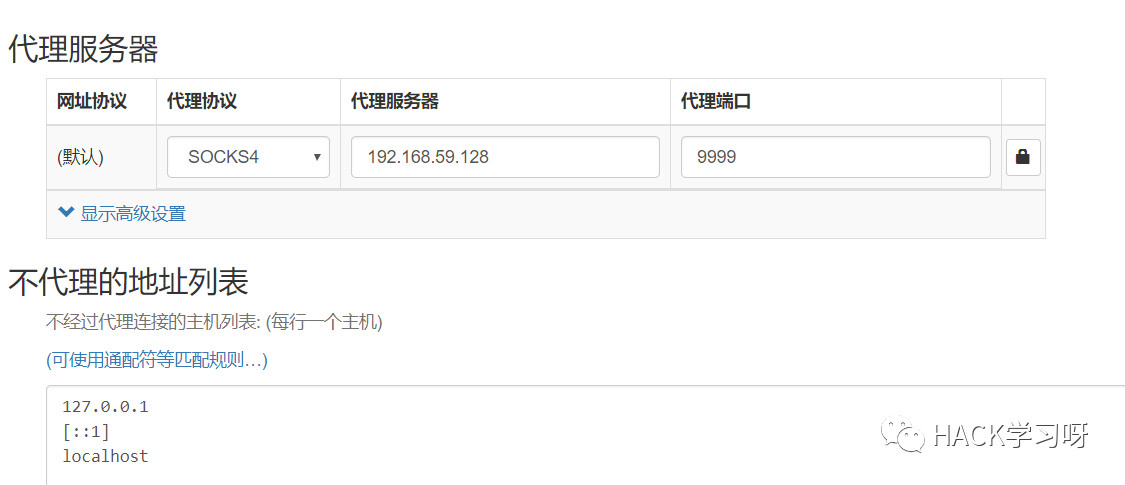 代理服务器
网址协议 代理协议 代理服务器 代理端口
(默认) SOCKS4 192.168.59.128 9999
显示高级设置
不代理的地址列表
不经过代理连接的主机列表: (每行一个主机)
(可使用通配符等匹配规则…)
127.0.0.1
[::1]
localhost
HACK学习呀